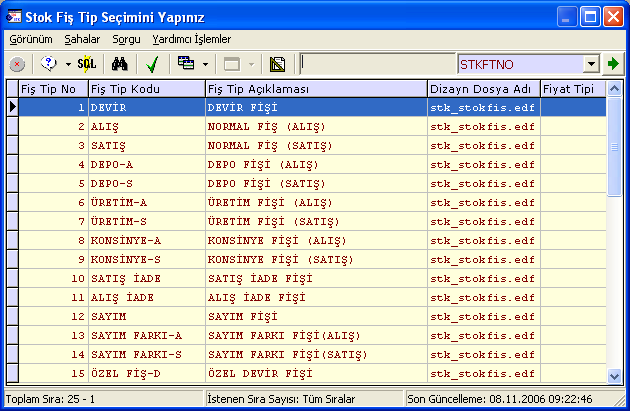 Stok Fiş Tip Seçimini Yapınız
Görünüm Sahalar Sorgu Yardımcı İşlemler
SQL STKFTNO
Fiş Tip No Fiş Tip Kodu Fiş Tip Açıklaması Dizayn Dosya Adı Fiyat Tipi
1 DEVİR DEVİR FİŞİ stk_stokfis.edf
2 ALIŞ NORMAL FİŞ (ALIŞ) stk_stokfis.edf
3 SATIŞ NORMAL FİŞ (SATIŞ) stk_stokfis.edf
4 DEPO-A DEPO FİŞİ (ALIŞ) stk_stokfis.edf
5 DEPO-S DEPO FİŞİ (SATIŞ) stk_stokfis.edf
6 ÜRETİM-A ÜRETİM FİŞİ (ALIŞ) stk_stokfis.edf
7 ÜRETİM-S ÜRETİM FİŞİ (SATIŞ) stk_stokfis.edf
8 KONSİNYE-A KONSİNYE FİŞİ (ALIŞ) stk_stokfis.edf
9 KONSİNYE-S KONSİNYE FİŞİ (SATIŞ) stk_stokfis.edf
10 SATIŞ İADE SATIŞ İADE FİŞİ stk_stokfis.edf
11 ALIŞ İADE ALIŞ İADE FİŞİ stk_stokfis.edf
12 SAYIM SAYIM FİŞİ stk_stokfis.edf
13 SAYIM FARKI-A SAYIM FARKI FİŞİ(ALIŞ) stk_stokfis.edf
14 SAYIM FARKI-S SAYIM FARKI FİŞİ(SATIŞ) stk_stokfis.edf
15 ÖZEL FİŞ-D ÖZEL DEVİR FİŞİ stk_stokfis.edf
Toplam Sıra: 25 - 1 İstenen Sıra Sayısı: Tüm Sıralar Son Güncelleme: 08.11.2006 09:22:46